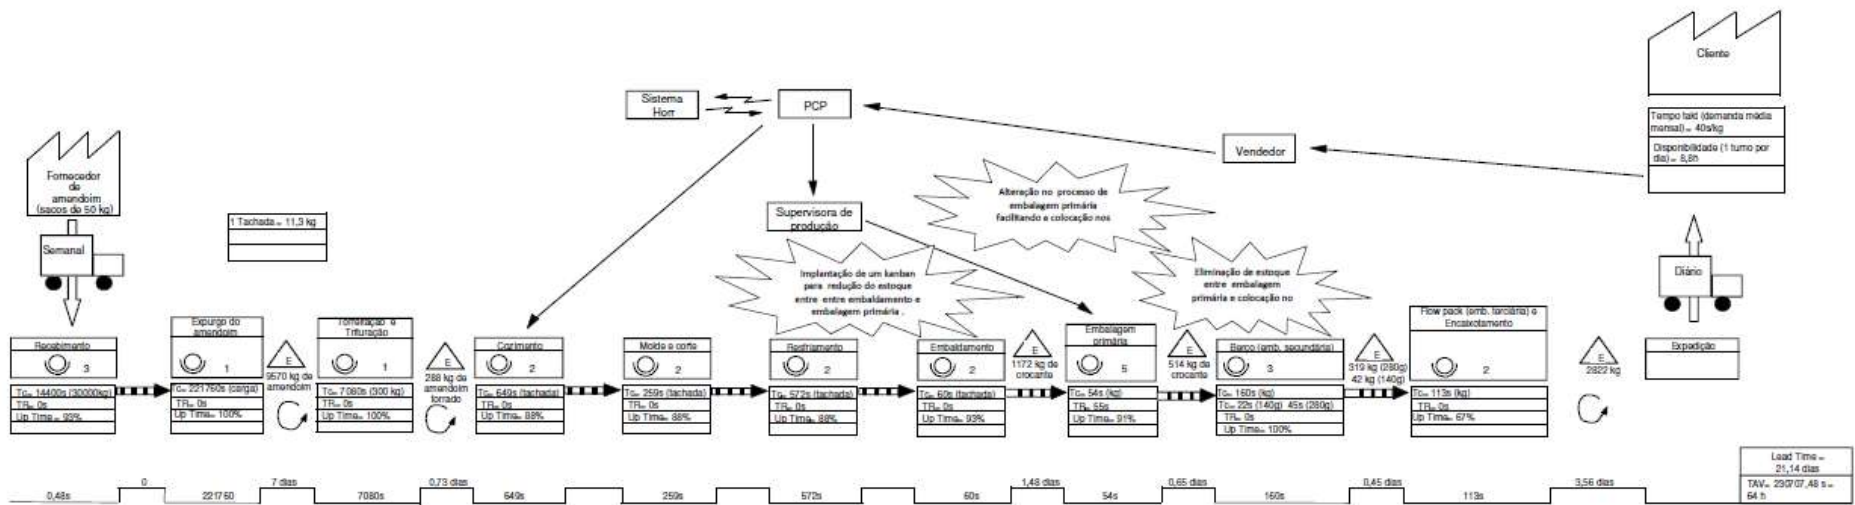 Cliente
Sistema
Horr
PCP
Tempo takt (demanda média
mensal) = 40s/kg
Disponibilidade (1 turno por
dia) = 8,8h
Vendedor
Fornecedor
de
amendoim
(sacos de 50 kg)
Semanal
1 Tachada = 11,3 kg
Supervisora de
produção
Alteração no processo de
embalagem primária
facilitando e colocação nos
Implantação de um kanban
para redução do estoque
entre entre embaldamento e
embalagem primária .
Eliminação de estoque
entre embalagem
primária e colocação no
Diário
Recebimento
3
Tc= 14400s (30000kg)
TR= 0s
Up Time= 93%
Expurgo do
amendoim
1
Tc= 221760s (carga)
TR= 0s
Up Time= 100%
E
9570 kg de
amendoim
Torrefação e
Trituração
1
Tc= 7080s (300 kg)
TR= 0s
Up Time= 100%
E
288 kg de
amendoim
torrado
Cozimento
2
Tc= 649s (tachada)
TR= 0s
Up Time= 88%
Molde e corte
2
Tc= 259s (tachada)
TR= 0s
Up Time= 88%
Resfriamento
2
Tc= 572s (tachada)
TR= 0s
Up Time= 88%
Embaldamento
2
Tc= 60s (tachada)
TR= 0s
Up Time= 93%
E
1172 kg de
crocante
Embalagem
primária
5
Tc= 54s (kg)
TR= 55s
Up Time= 91%
E
514 kg de
crocante
Berço (emb. secundária)
3
Tc= 160s (kg)
Tc= 22s (140g) 45s (280g)
TR= 0s
Up Time= 100%
E
319 kg (280g)
42 kg (140g)
Flow pack (emb. terciária) e
Encaixotamento
2
Tc= 113s (kg)
TR= 0s
Up Time= 67%
E
2822 kg
Expedição
0,48s
0
221760
7 dias
7080s
0,73 dias
649s
259s
572s
60s
1,48 dias
54s
0,65 dias
160s
0,45 dias
113s
3,56 dias
Lead Time =
21,14 dias
TAV= 230707,48 s =
64 h